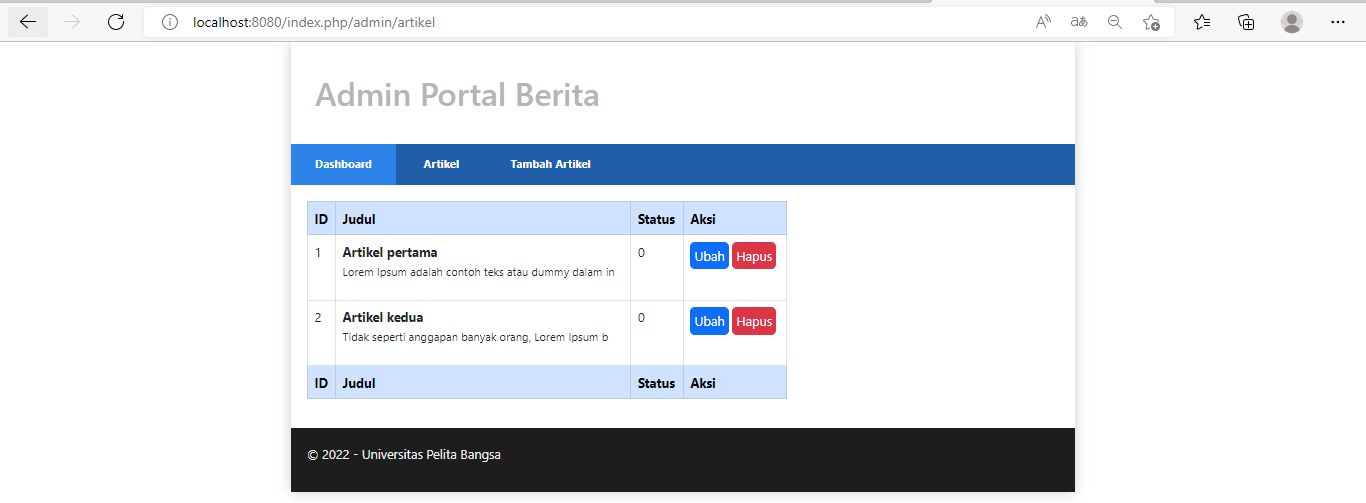 localhost:8080/index.php/admin/artikel
Admin Portal Berita
Dashboard Artikel Tambah Artikel
ID Judul Status Aksi
1 Artikel pertama 0 Ubah Hapus
Lorem Ipsum adalah contoh teks atau dummy dalam in
2 Artikel kedua 0 Ubah Hapus
Tidak seperti anggapan banyak orang, Lorem Ipsum b
ID Judul Status Aksi
© 2022 - Universitas Pelita Bangsa